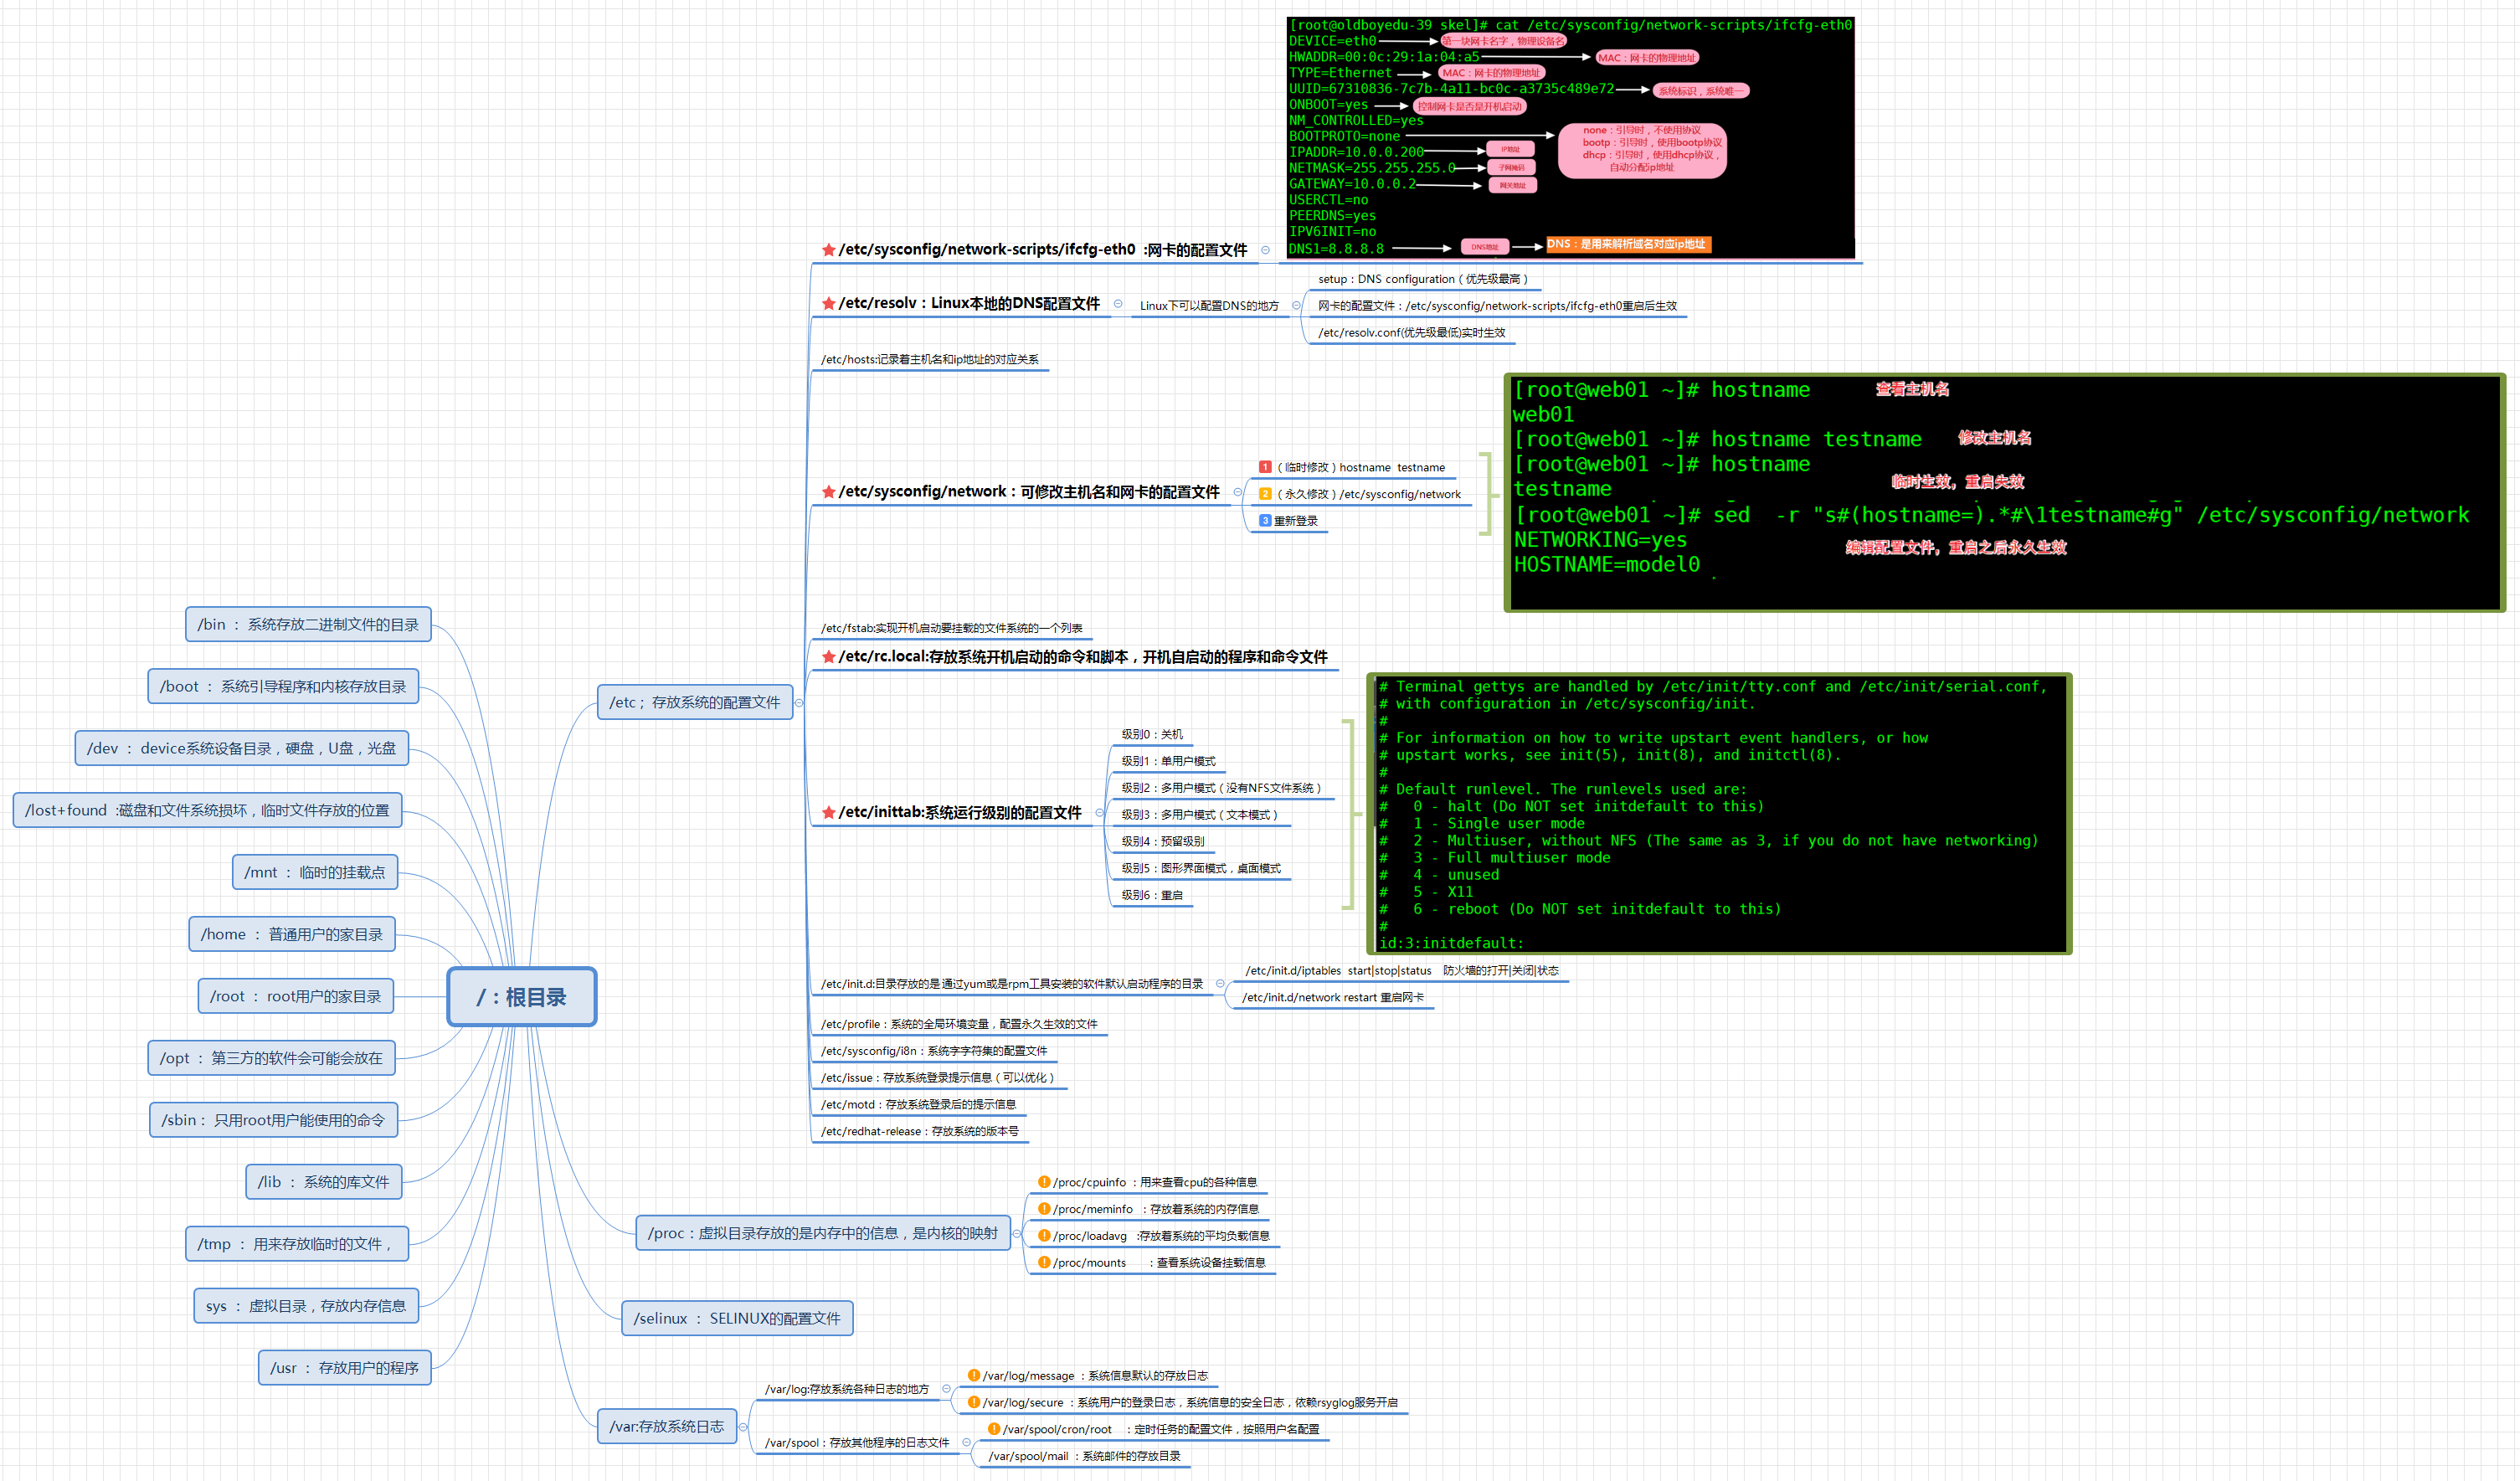 /：根目录
/bin ： 系统存放二进制文件的目录
/boot ： 系统引导程序和内核存放目录
/dev ： device系统设备目录，硬盘，U盘，光盘
/lost+found :磁盘和文件系统损坏，临时文件存放的位置
/mnt ： 临时的挂载点
/home ： 普通用户的家目录
/root ： root用户的家目录
/opt ： 第三方的软件会可能会放在
/sbin： 只用root用户能使用的命令
/lib ： 系统的库文件
/tmp ： 用来存放临时的文件，
sys ： 虚拟目录，存放内存信息
/usr ： 存放用户的程序
/etc； 存放系统的配置文件
/etc/sysconfig/network-scripts/ifcfg-eth0 :网卡的配置文件
[root@oldboyedu-39 skel]# cat /etc/sysconfig/network-scripts/ifcfg-eth0
DEVICE=eth0 第一块网卡名字，物理设备名
HWADDR=00:0c:29:1a:04:a5 MAC：网卡的物理地址
TYPE=Ethernet MAC：网卡的物理地址
UUID=67310836-7c7b-4a11-bc0c-a3735c489e72 系统标识，系统唯一
ONBOOT=yes 控制网卡是否是开机启动
NM_CONTROLLED=yes
BOOTPROTO=none
none：引导时，不使用协议
bootp：引导时，使用bootp协议
dhcp：引导时，使用dhcp协议，
自动分配ip地址
IPADDR=10.0.0.200 IP地址
NETMASK=255.255.255.0 子网掩码
GATEWAY=10.0.0.2 网关地址
USERCTL=no
PEERDNS=yes
IPV6INIT=no
DNS1=8.8.8.8 DNS地址 DNS：是用来解析域名对应ip地址
/etc/resolv：Linux本地的DNS配置文件
Linux下可以配置DNS的地方
setup：DNS configuration（优先级最高）
网卡的配置文件：/etc/sysconfig/network-scripts/ifcfg-eth0重启后生效
/etc/resolv.conf(优先级最低)实时生效
/etc/hosts:记录着主机名和ip地址的对应关系
/etc/sysconfig/network：可修改主机名和网卡的配置文件
1 （临时修改）hostname testname
2 （永久修改）/etc/sysconfig/network
3 重新登录
[root@web01 ~]# hostname 查看主机名
web01
[root@web01 ~]# hostname testname 修改主机名
[root@web01 ~]# hostname
testname 临时生效，重启失效
[root@web01 ~]# sed -r "s#(hostname=).*#\1testname#g" /etc/sysconfig/network
NETWORKING=yes 编辑配置文件，重启之后永久生效
HOSTNAME=model0
/etc/fstab:实现开机启动要挂载的文件系统的一个列表
/etc/rc.local:存放系统开机启动的命令和脚本，开机自启动的程序和命令文件
/etc/inittab:系统运行级别的配置文件
级别0：关机
级别1：单用户模式
级别2：多用户模式（没有NFS文件系统）
级别3：多用户模式（文本模式）
级别4：预留级别
级别5：图形界面模式，桌面模式
级别6：重启
# Terminal gettys are handled by /etc/init/tty.conf and /etc/init/serial.conf,
# with configuration in /etc/sysconfig/init.
#
# For information on how to write upstart event handlers, or how
# upstart works, see init(5), init(8), and initctl(8).
#
# Default runlevel. The runlevels used are:
# 0 - halt (Do NOT set initdefault to this)
# 1 - Single user mode
# 2 - Multiuser, without NFS (The same as 3, if you do not have networking)
# 3 - Full multiuser mode
# 4 - unused
# 5 - X11
# 6 - reboot (Do NOT set initdefault to this)
#
id:3:initdefault:
/etc/init.d:目录存放的是 通过yum或是rpm工具安装的软件默认启动程序的目录
/etc/init.d/iptables start|stop|status 防火墙的打开|关闭|状态
/etc/init.d/network restart 重启网卡
/etc/profile：系统的全局环境变量，配置永久生效的文件
/etc/sysconfig/i8n：系统字字符集的配置文件
/etc/issue：存放系统登录提示信息（可以优化）
/etc/motd：存放系统登录后的提示信息
/etc/redhat-release：存放系统的版本号
/proc：虚拟目录存放的是内存中的信息，是内核的映射
/proc/cpuinfo ：用来查看cpu的各种信息
/proc/meminfo ：存放着系统的内存信息
/proc/loadavg :存放着系统的平均负载信息
/proc/mounts ：查看系统设备挂载信息
/selinux ： SELINUX的配置文件
/var:存放系统日志
/var/log:存放系统各种日志的地方
/var/log/message ：系统信息默认的存放日志
/var/log/secure ：系统用户的登录日志，系统信息的安全日志，依赖rsyglog服务开启
/var/spool：存放其他程序的日志文件
/var/spool/cron/root ：定时任务的配置文件，按照用户名配置
/var/spool/mail ：系统邮件的存放目录